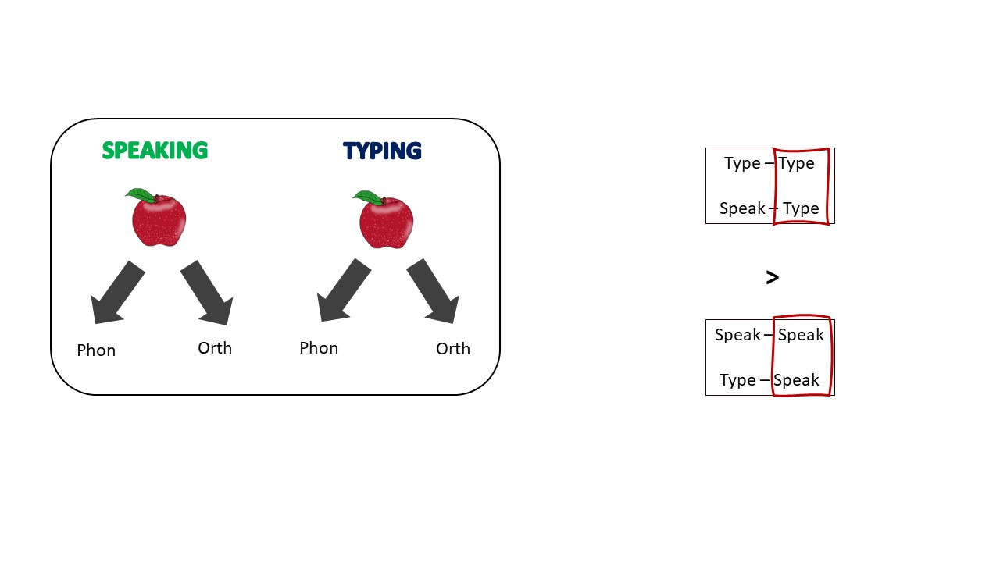 SPEAKING
TYPING
Phon
Orth
Phon
Orth
Type – Type
Speak – Type
>
Speak – Speak
Type – Speak